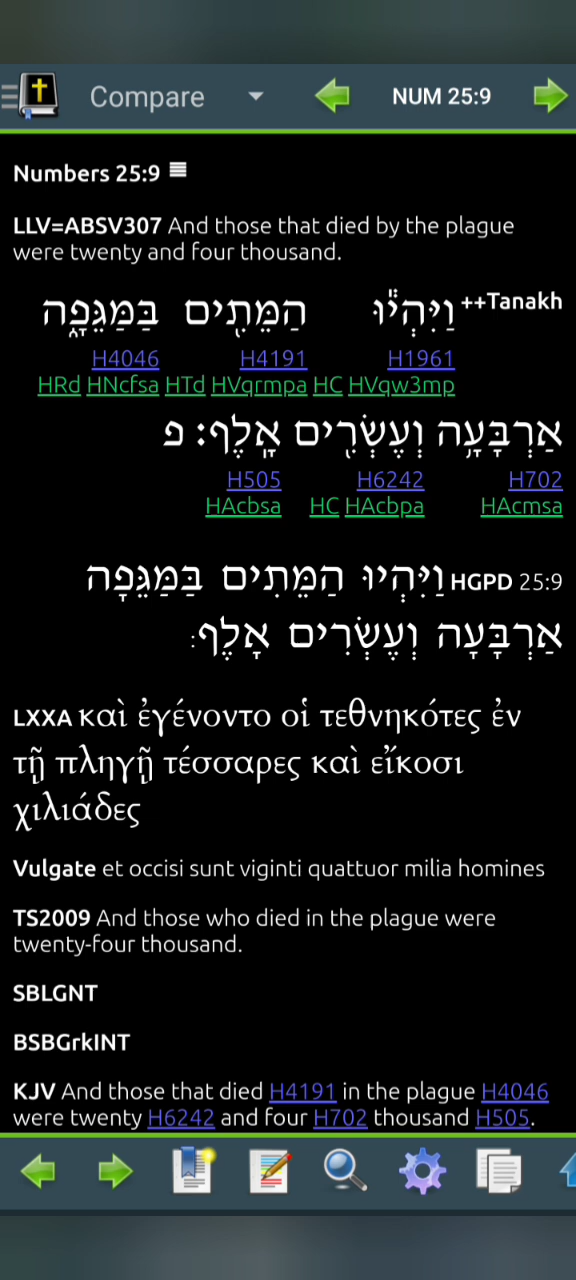 Compare
NUM 25:9
Numbers 25:9
LLV=ABSV307 And those that died by the plague
were twenty and four thousand.
++Tanakh וַיִּהְי֕וּ הַמֵּתִ֖ים בַּמַּגֵּפָ֑ה
H4046 H4191 H1961
HRd HNcfsa HTd HVqrmpa HC HVqw3mp
אַרְבָּעָ֥ה וְעֶשְׂרִ֖ים אָֽלֶף׃ פ
H505 H6242 H702
HAcbsa HC HAcbpa HAcmsa
HGPD 25:9 וַיִּהְיוּ הַמֵּתִים בַּמַּגֵּפָה
אַרְבָּעָה וְעֶשְׂרִים אָלֶף׃
LXXA καὶ ἐγένοντο οἱ τεθνηκότες ἐν
τῇ πληγῇ τέσσαρες καὶ εἴκοσι
χιλιάδες
Vulgate et occisi sunt viginti quattuor milia homines
TS2009 And those who died in the plague were
twenty-four thousand.
SBLGNT
BSBGrkINT
KJV And those that died H4191 in the plague H4046
were twenty H6242 and four H702 thousand H505.